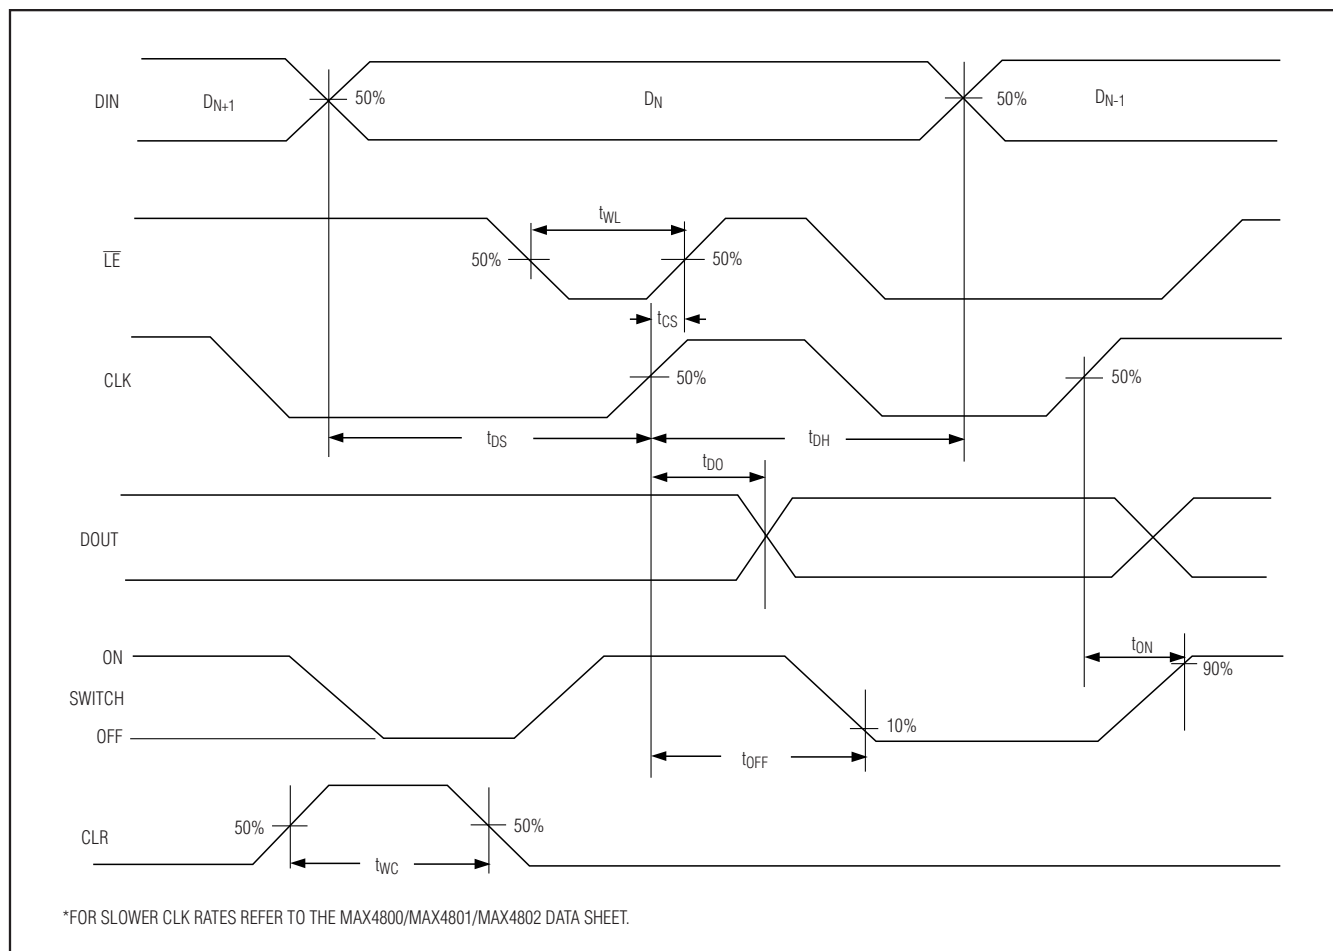 DIN
D_N+1
50%
D_N
50%
D_N-1
t_WL
L̅E̅
50%
50%
t_CS
CLK
50%
50%
t_DS
t_DH
t_DO
DOUT
ON
t_ON
90%
SWITCH
OFF
10%
t_OFF
50%
50%
CLR
t_WC
*FOR SLOWER CLK RATES REFER TO THE MAX4800/MAX4801/MAX4802 DATA SHEET.